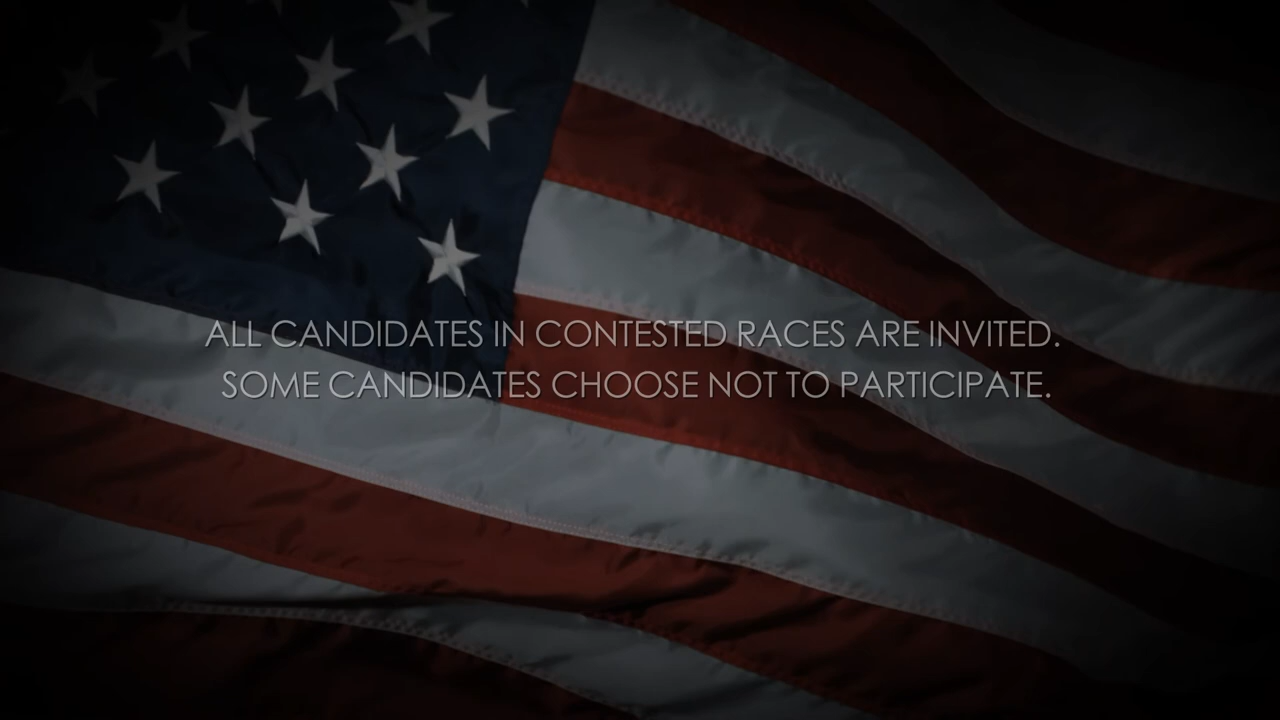 ALL CANDIDATES IN CONTESTED RACES ARE INVITED.
SOME CANDIDATES CHOOSE NOT TO PARTICIPATE.